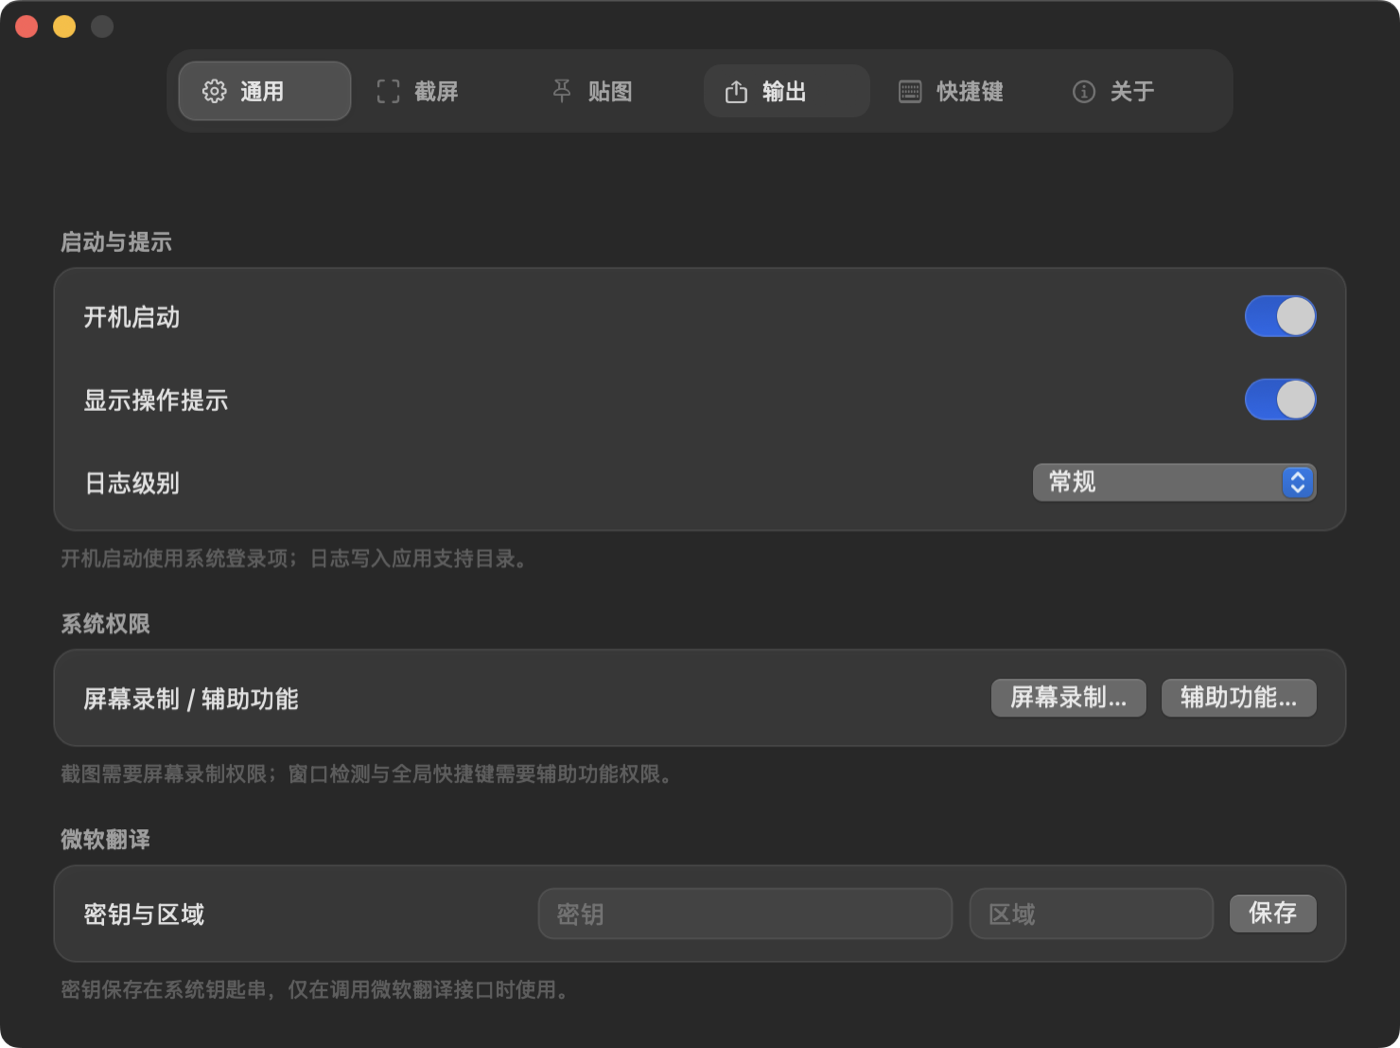 通用 截屏 贴图 输出 快捷键 关于
启动与提示
开机启动
显示操作提示
日志级别 常规
开机启动使用系统登录项；日志写入应用支持目录。
系统权限
屏幕录制 / 辅助功能 屏幕录制... 辅助功能...
截图需要屏幕录制权限；窗口检测与全局快捷键需要辅助功能权限。
微软翻译
密钥与区域 密钥 区域 保存
密钥保存在系统钥匙串，仅在调用微软翻译接口时使用。